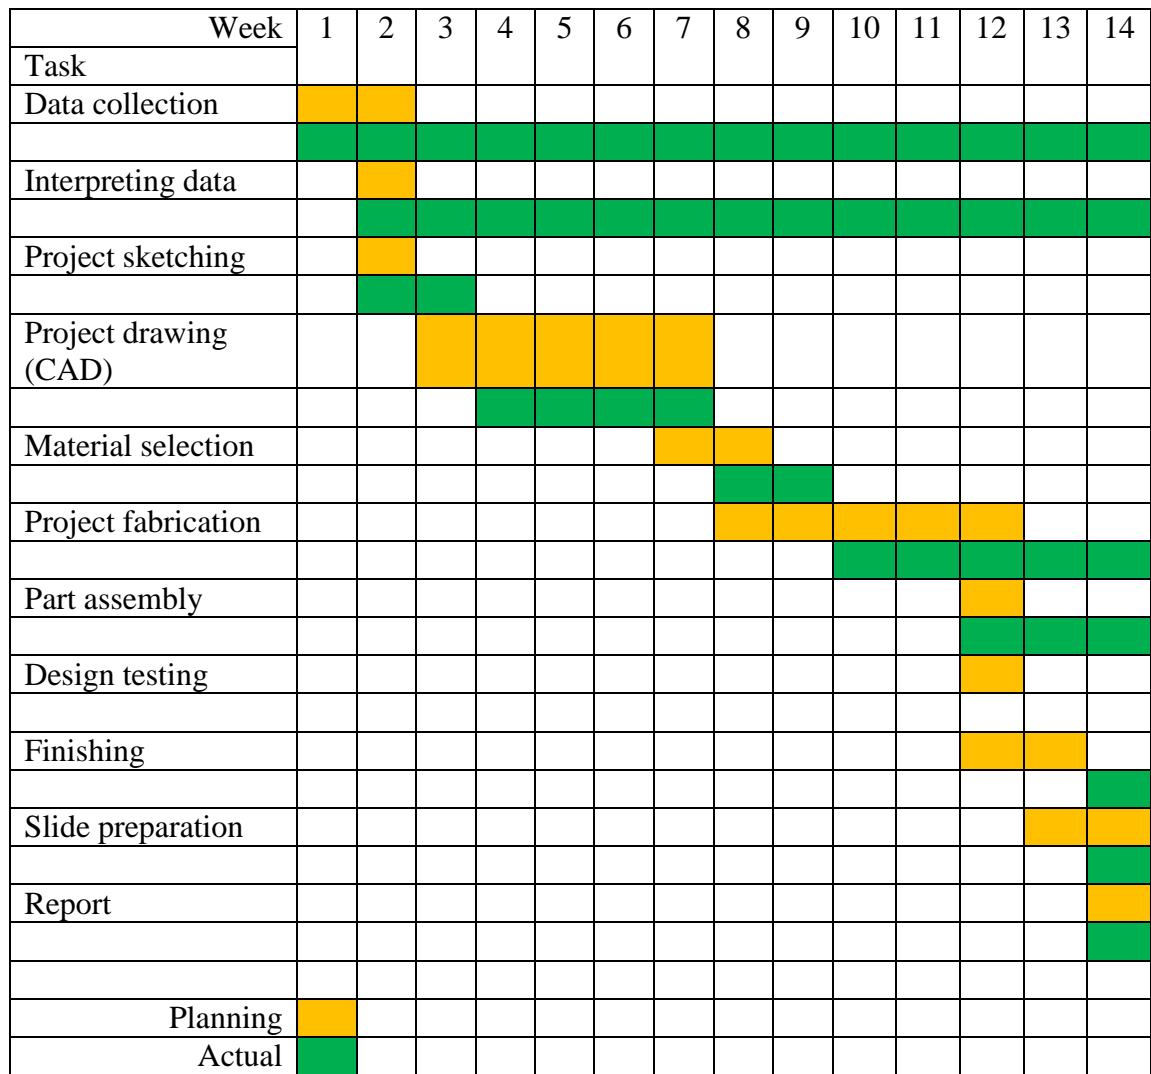 Week 1 2 3 4 5 6 7 8 9 10 11 12 13 14
Task
Data collection
Interpreting data
Project sketching
Project drawing
(CAD)
Material selection
Project fabrication
Part assembly
Design testing
Finishing
Slide preparation
Report
Planning
Actual